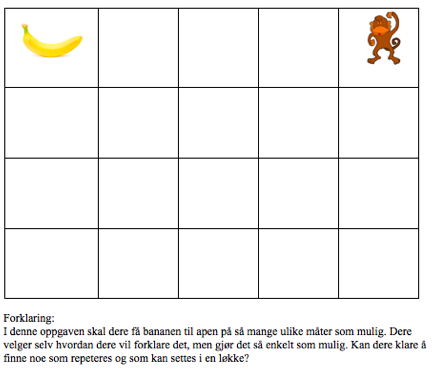 Forklaring:
I denne oppgaven skal dere få bananen til apen på så mange ulike måter som mulig. Dere
velger selv hvordan dere vil forklare det, men gjør det så enkelt som mulig. Kan dere klare å
finne noe som repeteres og som kan settes i en løkke?